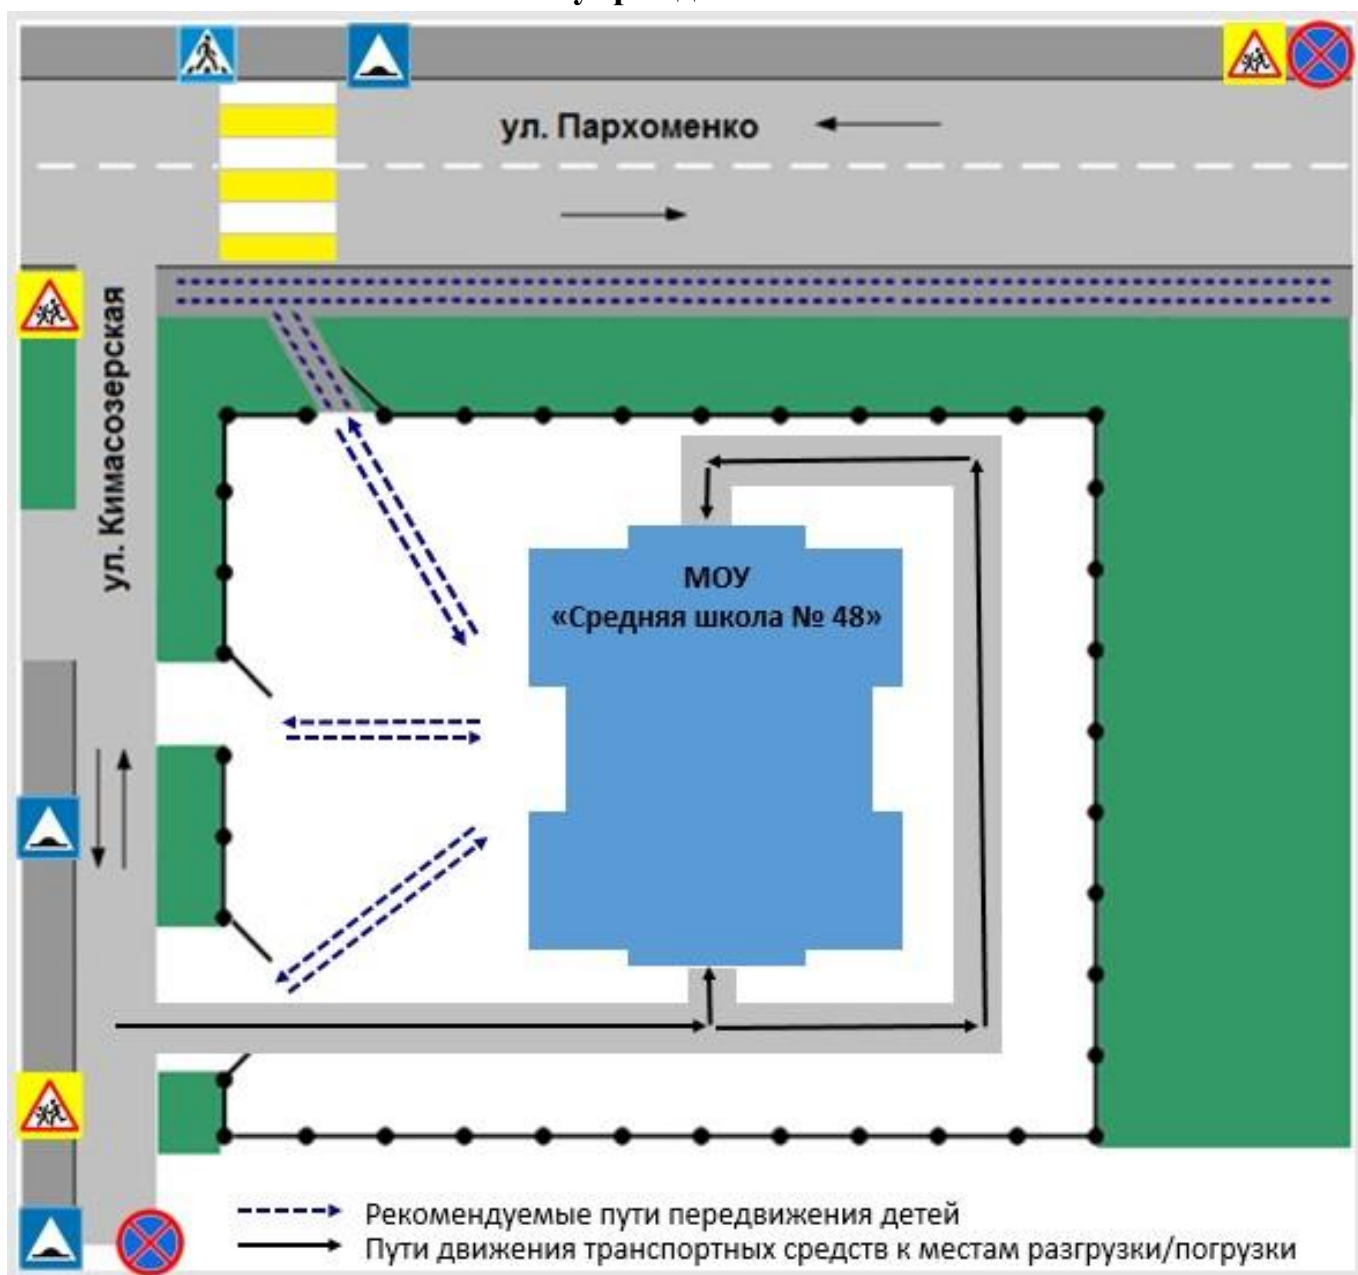 ул. Пархоменко
ул. Кимасозерская
МОУ
«Средняя школа № 48»
Рекомендуемые пути передвижения детей
Пути движения транспортных средств к местам разгрузки/погрузки